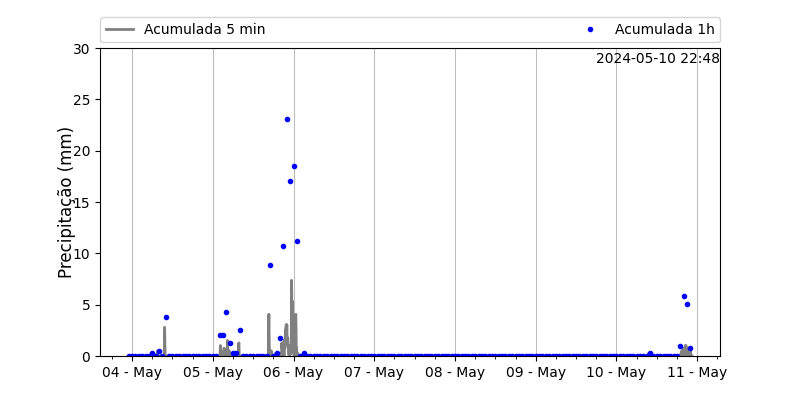 Acumulada 5 min
Acumulada 1h
2024-05-10 22:48
Precipitação (mm)
30
25
20
15
10
5
0
04 - May
05 - May
06 - May
07 - May
08 - May
09 - May
10 - May
11 - May